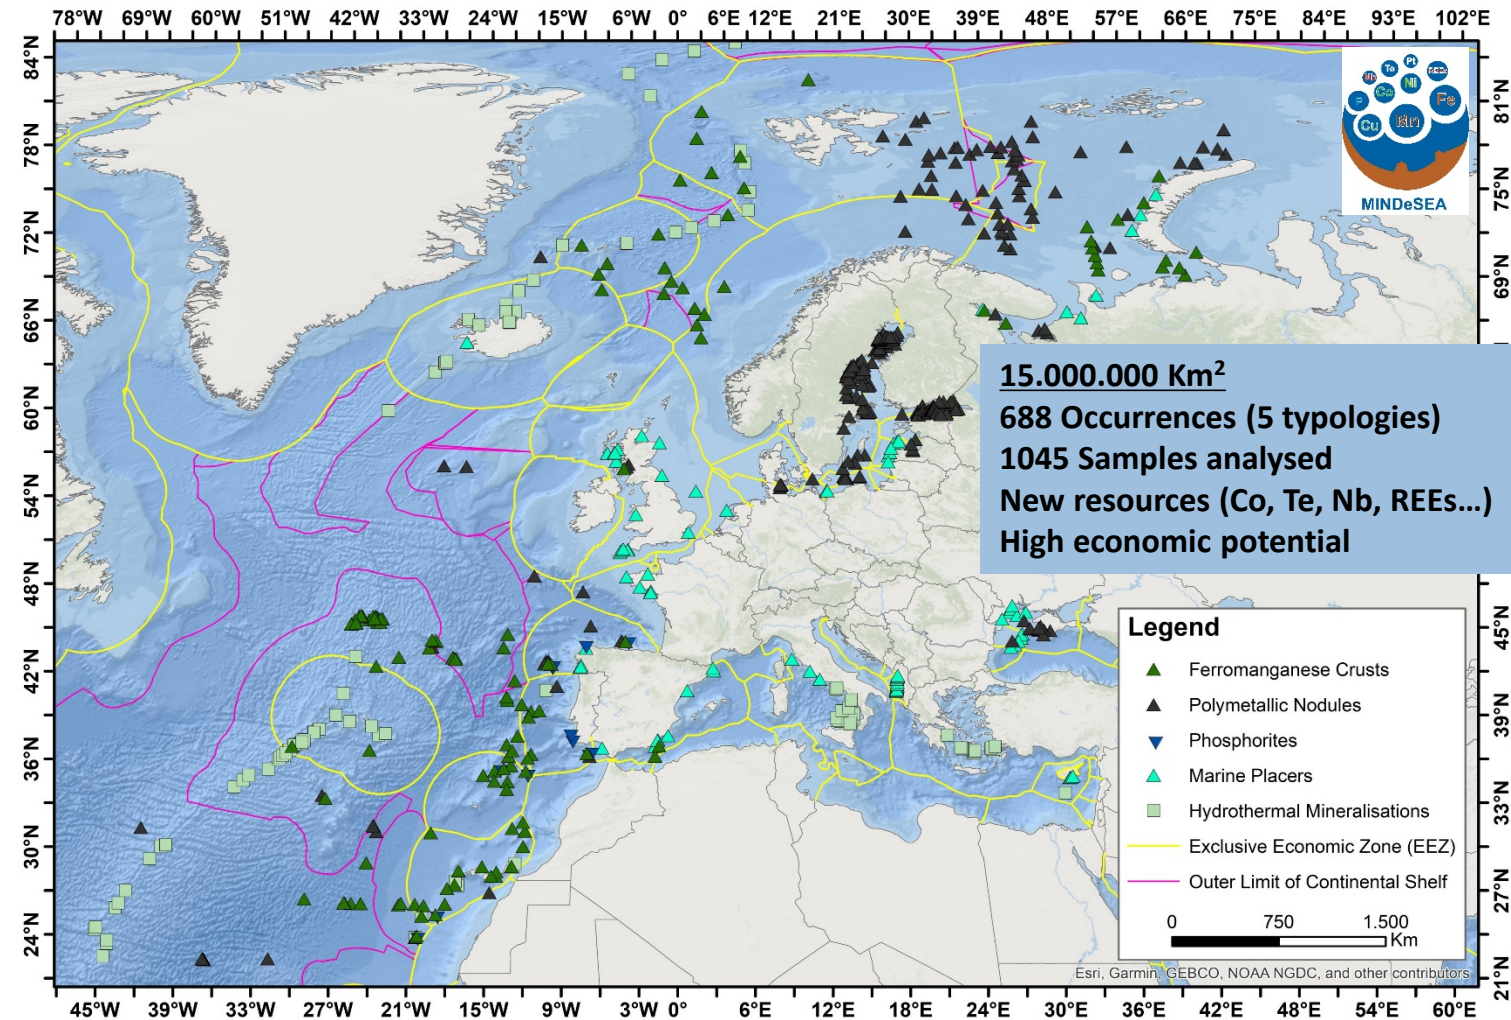 78°W 69°W 60°W 51°W 42°W 33°W 24°W 15°W 6°W 0 6°E 12°E 21°E 30°E 39°E 48°E 57°E 66°E 75°E 84°E 93°E 102°E
84°N
78°N
72°N
66°N
60°N
54°N
48°N
42°N
36°N
30°N
24°N
81°N
75°N
69°N
45°N
39°N
33°N
27°N
21°N
Te
Pt
Co
Ni
P
Fe
Cu
Mn
MINDeSEA
15.000.000 Km²
688 Occurrences (5 typologies)
1045 Samples analysed
New resources (Co, Te, Nb, REEs...)
High economic potential
Legend
Ferromanganese Crusts
Polymetallic Nodules
Phosphorites
Marine Placers
Hydrothermal Mineralisations
Exclusive Economic Zone (EEZ)
Outer Limit of Continental Shelf
0 750 1.500
Km
Esri, Garmin, GEBCO, NOAA NGDC, and other contributors
45°W 39°W 33°W 27°W 21°W 15°W 9°W 3°W 0 6°E 12°E 18°E 24°E 30°E 36°E 42°E 48°E 54°E 60°E